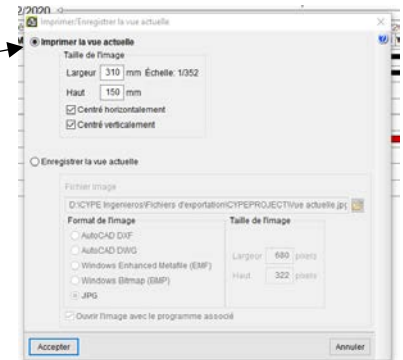 2/2020
Imprimer/Enregistrer la vue actuelle
Imprimer la vue actuelle
Taille de l'image
Largeur 310 mm Échelle: 1/352
Haut 150 mm
Centré horizontalement
Centré verticalement
Enregistrer la vue actuelle
Fichier image
D:\CYPE Ingenieros\Fichiers d'exportation\CYPEPROJECT\Vue actuelle.jpg
Format de l'image
Taille de l'image
AutoCAD DXF
AutoCAD DWG
Windows Enhanced Metafile (EMF)
Windows Bitmap (BMP)
JPG
Largeur 680 pixels
Haut 322 pixels
Ouvrir l'image avec le programme associé
Accepter
Annuler